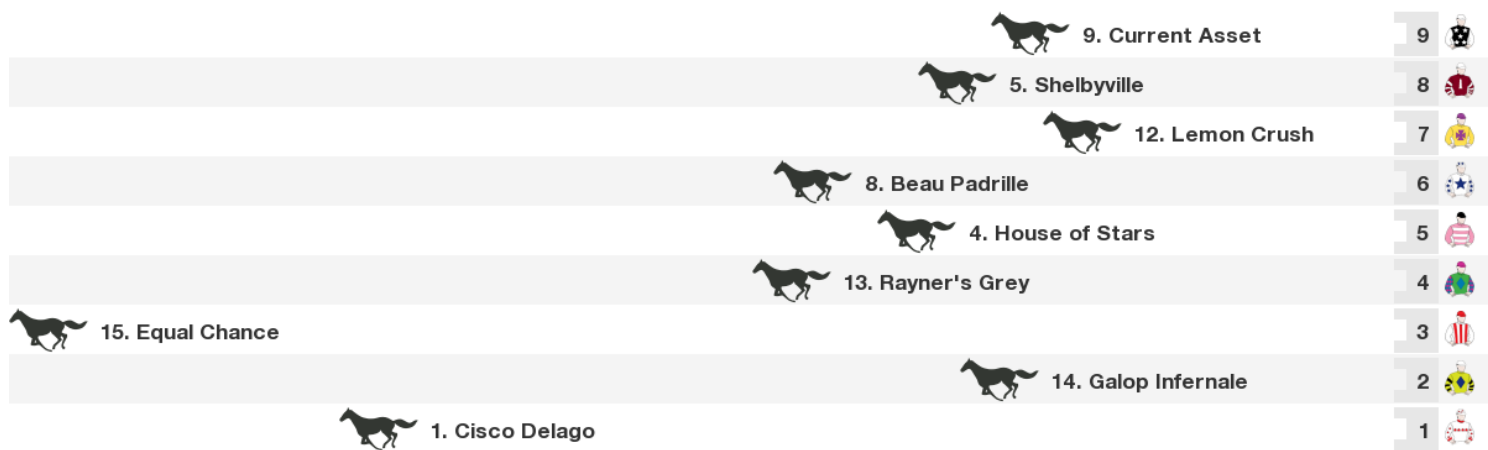 9. Current Asset 9
5. Shelbyville 8
12. Lemon Crush 7
8. Beau Padrille 6
4. House of Stars 5
13. Rayner's Grey 4
15. Equal Chance 3
14. Galop Infernale 2
1. Cisco Delago 1